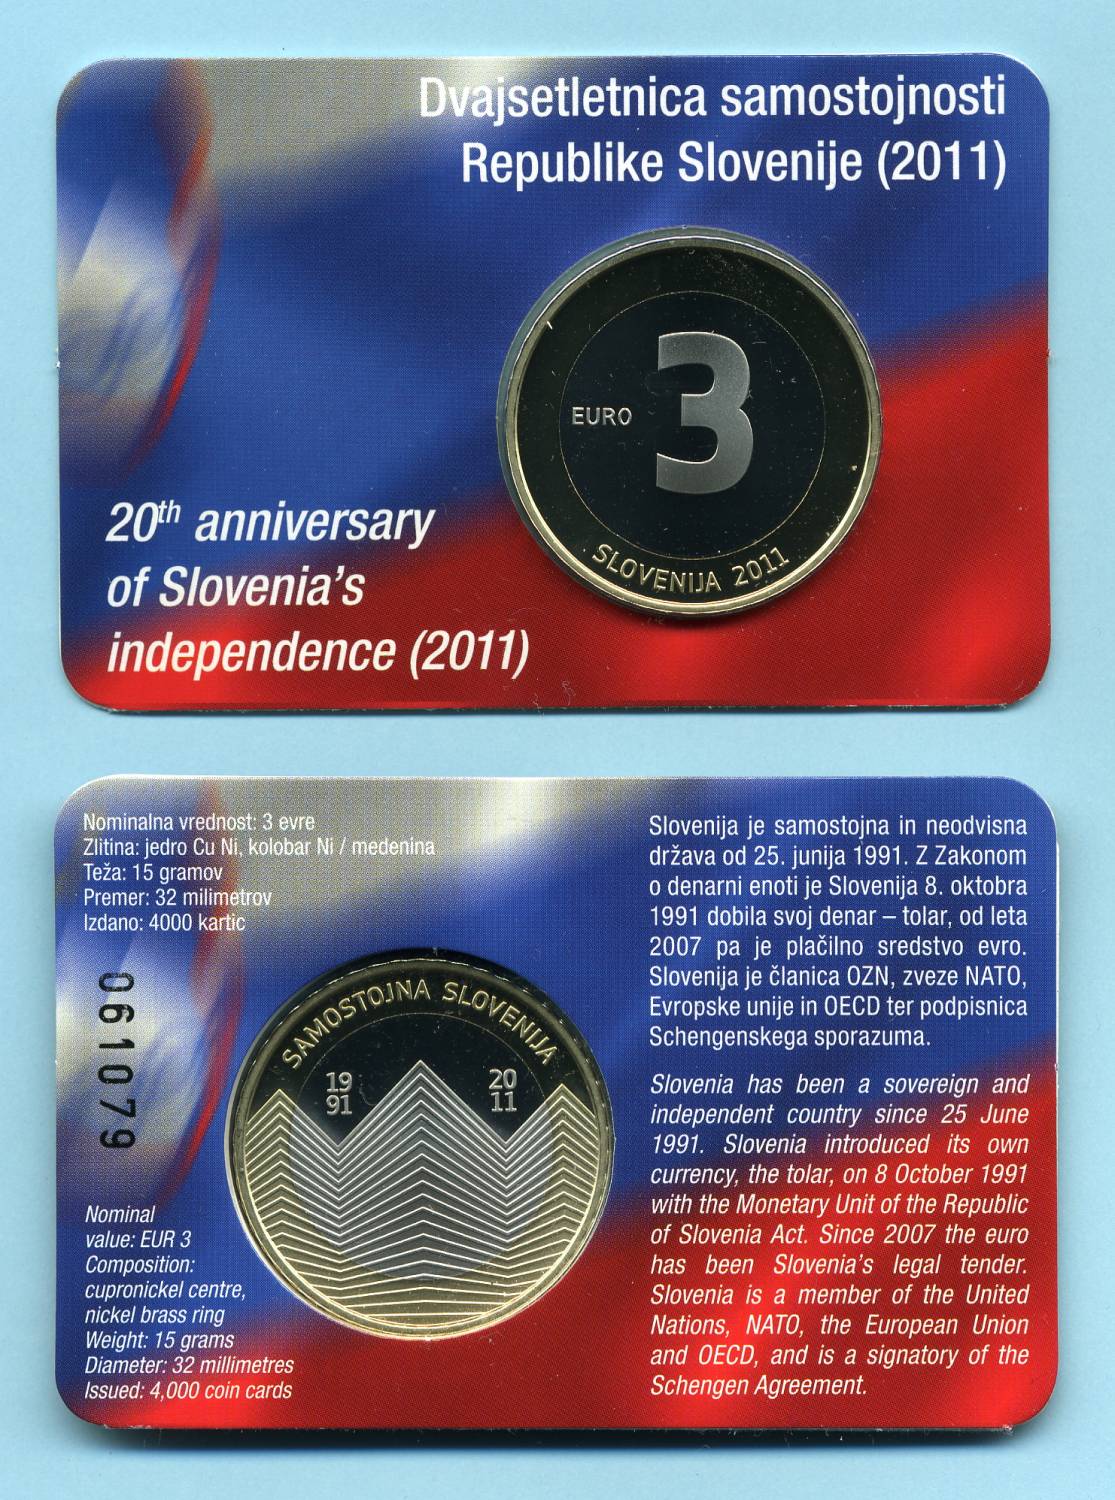 Dvajsetletnica samostojnosti
Republike Slovenije (2011)
EURO
3
SLOVENIJA 2011
20th anniversary
of Slovenia's
independence (2011)
Nominalna vrednost: 3 evre
Zlitina: jedro Cu Ni, kolobar Ni / medenina
Teža: 15 gramov
Premer: 32 milimetrov
Izdano: 4000 kartic
061079
SAMOSTOJNA SLOVENIJA
19
91
20
11
Nominal
value: EUR 3
Composition:
cupronickel centre,
nickel brass ring
Weight: 15 grams
Diameter: 32 millimetres
Issued: 4,000 coin cards
Slovenija je samostojna in neodvisna
država od 25. junija 1991. Z Zakonom
o denarni enoti je Slovenija 8. oktobra
1991 dobila svoj denar – tolar, od leta
2007 pa je plačilno sredstvo evro.
Slovenija je članica OZN, zveze NATO,
Evropske unije in OECD ter podpisnica
Schengenskega sporazuma.
Slovenia has been a sovereign and
independent country since 25 June
1991. Slovenia introduced its own
currency, the tolar, on 8 October 1991
with the Monetary Unit of the Republic
of Slovenia Act. Since 2007 the euro
has been Slovenia's legal tender.
Slovenia is a member of the United
Nations, NATO, the European Union
and OECD, and is a signatory of the
Schengen Agreement.